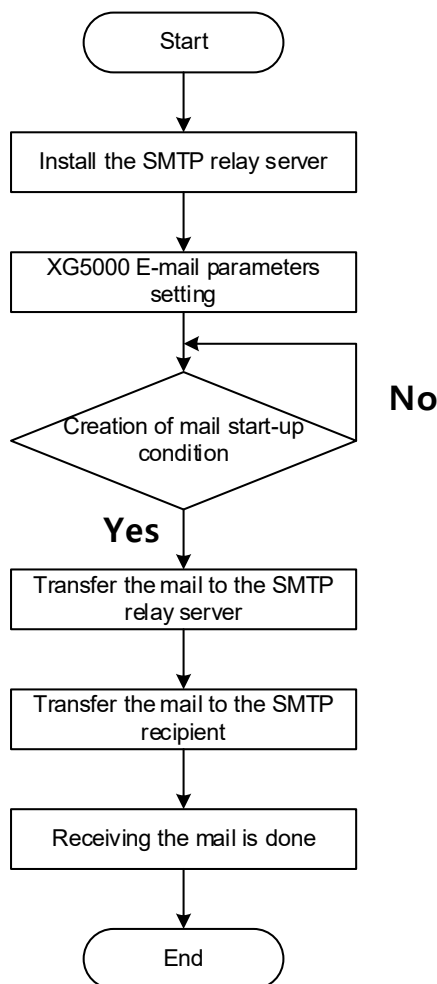 Start
Install the SMTP relay server
XG5000 E-mail parameters
setting
No
Creation of mail start-up
condition
Yes
Transfer the mail to the SMTP
relay server
Transfer the mail to the SMTP
recipient
Receiving the mail is done
End